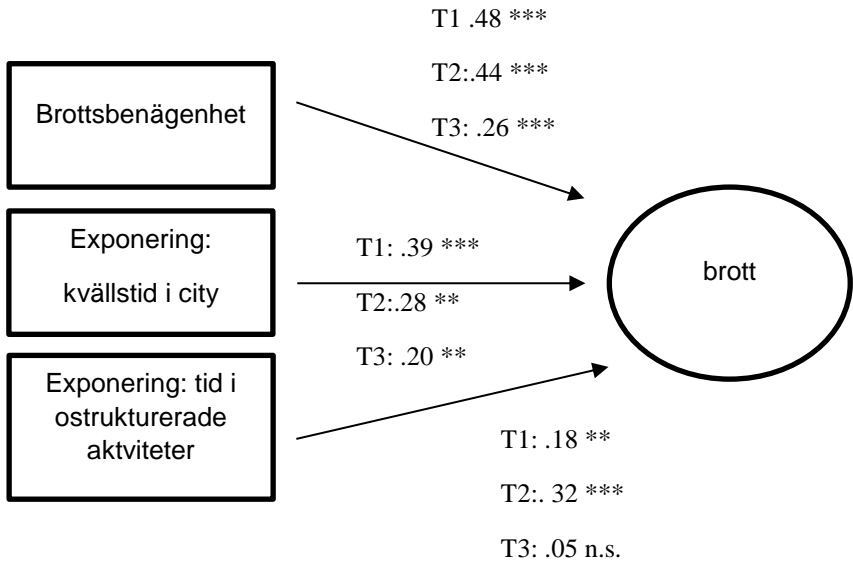 T1 .48 ***
T2:.44 ***
T3: .26 ***
Brottsbenägenhet
Exponering:
kvällstid i city
T1: .39 ***
T2:.28 **
T3: .20 **
brott
Exponering: tid i
ostrukturerade
aktviteter
T1: .18 **
T2:. 32 ***
T3: .05 n.s.